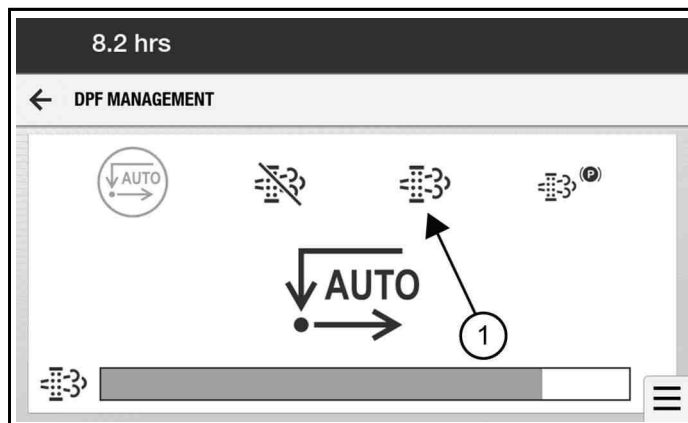 8.2 hrs
DPF MANAGEMENT
AUTO
(P)
AUTO
1